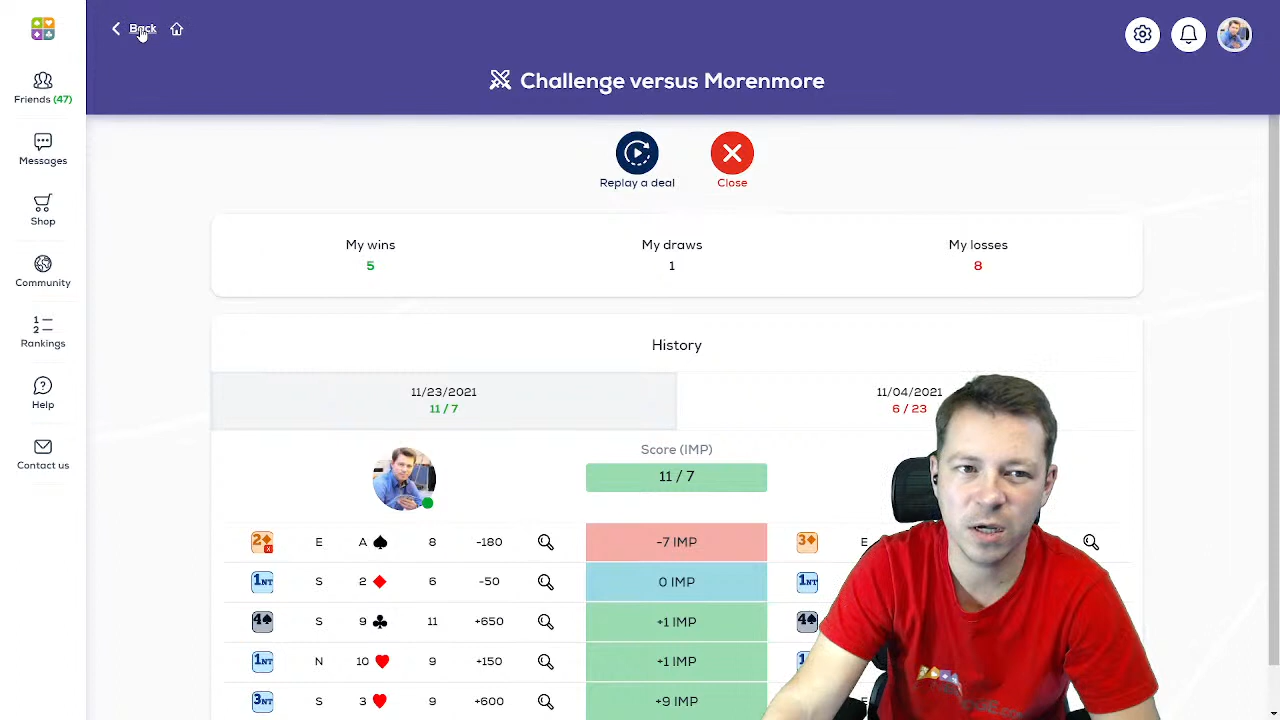 Back
Challenge versus Morenmore
Friends (47)
Messages
Shop
Community
1
2
Rankings
Help
Contact us
Replay a deal
Close
My wins
My draws
My losses
5
1
8
History
11/23/2021
11/04/2021
11 / 7
6 / 23
Score (IMP)
11 / 7
2♦ x E A ♠ 8 -180 -7 IMP 3♦ E
1NT S 2 ♦ 6 -50 0 IMP 1NT
4♠ S 9 ♣ 11 +650 +1 IMP 4♠
1NT N 10 ♥ 9 +150 +1 IMP
3NT S 3 ♥ 9 +600 +9 IMP